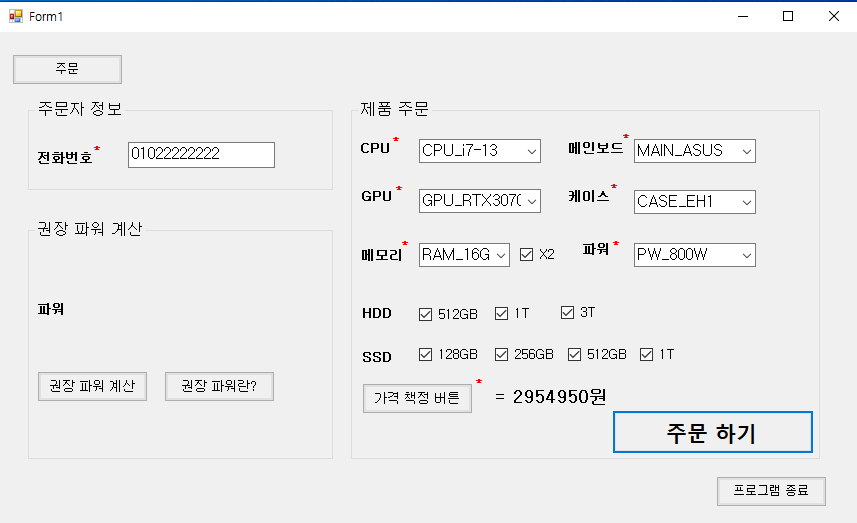 Form1
주문
주문자 정보
전화번호* 01022222222
권장 파워 계산
파워
권장 파워 계산 권장 파워란?
제품 주문
CPU* CPU_i7-13 메인보드* MAIN_ASUS
GPU* GPU_RTX3070 케이스* CASE_EH1
메모리* RAM_16G X2 파워* PW_800W
HDD 512GB 1T 3T
SSD 128GB 256GB 512GB 1T
가격 책정 버튼* = 2954950원
주문 하기
프로그램 종료